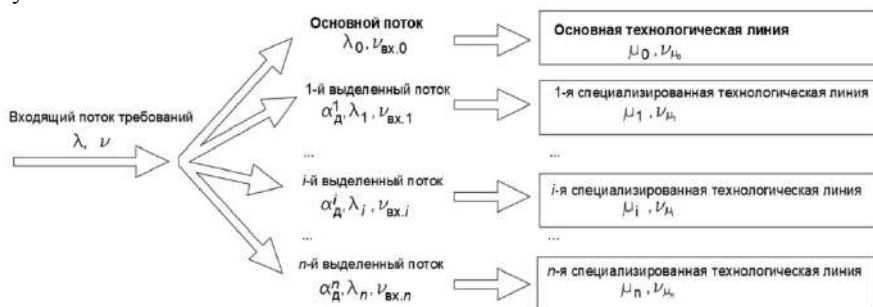 Основной поток
λ₀, νвх.0
Основная технологическая линия
μ₀, νμ₀
1-й выделенный поток
α¹д, λ₁, νвх.1
1-я специализированная технологическая линия
μ₁, νμ₁
Входящий поток требований
λ, ν
...
...
i-й выделенный поток
αⁱд, λᵢ, νвх.i
i-я специализированная технологическая линия
μᵢ, νμᵢ
...
...
n-й выделенный поток
αⁿд, λₙ, νвх.n
n-я специализированная технологическая линия
μₙ, νμₙ